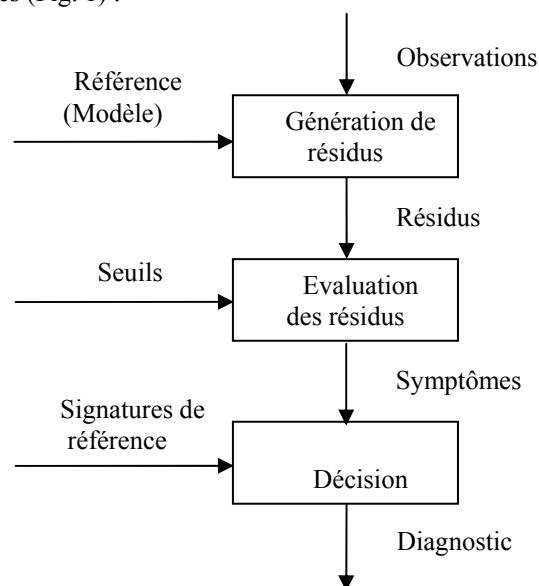 es (Fig. 1) :
Observations
Référence
(Modèle)
Génération de
résidus
Résidus
Seuils
Evaluation
des résidus
Symptômes
Signatures de
référence
Décision
Diagnostic